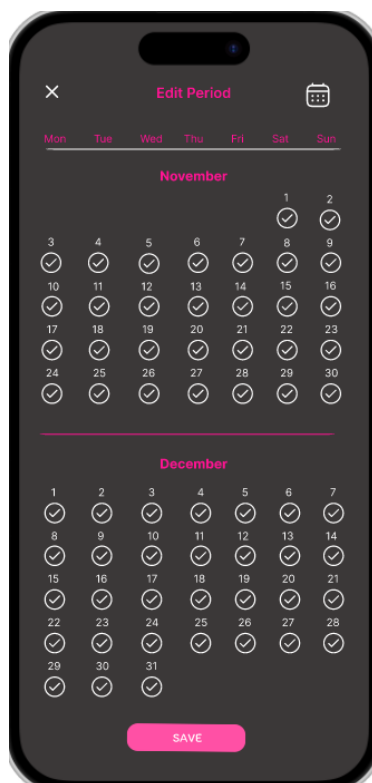 Edit Period
Mon Tue Wed Thu Fri Sat Sun
November
1 2
3 4 5 6 7 8 9
10 11 12 13 14 15 16
17 18 19 20 21 22 23
24 25 26 27 28 29 30
December
1 2 3 4 5 6 7
8 9 10 11 12 13 14
15 16 17 18 19 20 21
22 23 24 25 26 27 28
29 30 31
SAVE